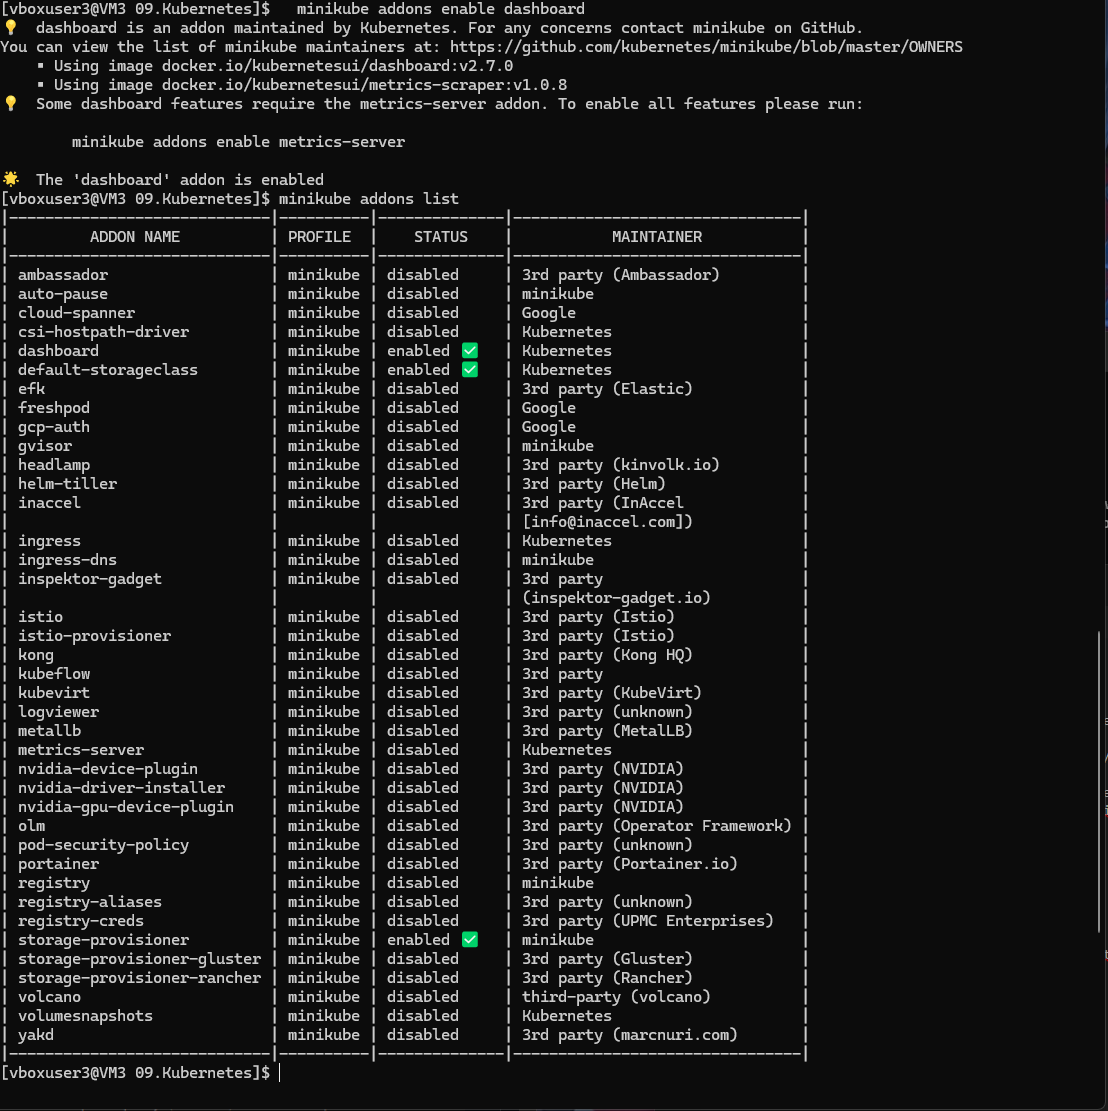 [vboxuser3@VM3 09.Kubernetes]$   minikube addons enable dashboard
💡  dashboard is an addon maintained by Kubernetes. For any concerns contact minikube on GitHub.
You can view the list of minikube maintainers at: https://github.com/kubernetes/minikube/blob/master/OWNERS
    ▪ Using image docker.io/kubernetesui/dashboard:v2.7.0
    ▪ Using image docker.io/kubernetesui/metrics-scraper:v1.0.8
💡  Some dashboard features require the metrics-server addon. To enable all features please run:
        minikube addons enable metrics-server
🌟  The 'dashboard' addon is enabled
[vboxuser3@VM3 09.Kubernetes]$ minikube addons list
|-----------------------------|----------|--------------|--------------------------------|
|         ADDON NAME          | PROFILE  |    STATUS    |           MAINTAINER           |
|-----------------------------|----------|--------------|--------------------------------|
| ambassador                  | minikube | disabled     | 3rd party (Ambassador)         |
| auto-pause                  | minikube | disabled     | minikube                       |
| cloud-spanner               | minikube | disabled     | Google                         |
| csi-hostpath-driver         | minikube | disabled     | Kubernetes                     |
| dashboard                   | minikube | enabled ✅   | Kubernetes                     |
| default-storageclass        | minikube | enabled ✅   | Kubernetes                     |
| efk                         | minikube | disabled     | 3rd party (Elastic)            |
| freshpod                    | minikube | disabled     | Google                         |
| gcp-auth                    | minikube | disabled     | Google                         |
| gvisor                      | minikube | disabled     | minikube                       |
| headlamp                    | minikube | disabled     | 3rd party (kinvolk.io)         |
| helm-tiller                 | minikube | disabled     | 3rd party (Helm)               |
| inaccel                     | minikube | disabled     | 3rd party (InAccel             |
|                             |          |              | [info@inaccel.com])            |
| ingress                     | minikube | disabled     | Kubernetes                     |
| ingress-dns                 | minikube | disabled     | minikube                       |
| inspektor-gadget            | minikube | disabled     | 3rd party                      |
|                             |          |              | (inspektor-gadget.io)          |
| istio                       | minikube | disabled     | 3rd party (Istio)              |
| istio-provisioner           | minikube | disabled     | 3rd party (Istio)              |
| kong                        | minikube | disabled     | 3rd party (Kong HQ)            |
| kubeflow                    | minikube | disabled     | 3rd party                      |
| kubevirt                    | minikube | disabled     | 3rd party (KubeVirt)           |
| logviewer                   | minikube | disabled     | 3rd party (unknown)            |
| metallb                     | minikube | disabled     | 3rd party (MetalLB)            |
| metrics-server              | minikube | disabled     | Kubernetes                     |
| nvidia-device-plugin        | minikube | disabled     | 3rd party (NVIDIA)             |
| nvidia-driver-installer     | minikube | disabled     | 3rd party (NVIDIA)             |
| nvidia-gpu-device-plugin    | minikube | disabled     | 3rd party (NVIDIA)             |
| olm                         | minikube | disabled     | 3rd party (Operator Framework) |
| pod-security-policy         | minikube | disabled     | 3rd party (unknown)            |
| portainer                   | minikube | disabled     | 3rd party (Portainer.io)       |
| registry                    | minikube | disabled     | minikube                       |
| registry-aliases            | minikube | disabled     | 3rd party (unknown)            |
| registry-creds              | minikube | disabled     | 3rd party (UPMC Enterprises)   |
| storage-provisioner         | minikube | enabled ✅   | minikube                       |
| storage-provisioner-gluster | minikube | disabled     | 3rd party (Gluster)            |
| storage-provisioner-rancher | minikube | disabled     | 3rd party (Rancher)            |
| volcano                     | minikube | disabled     | third-party (volcano)          |
| volumesnapshots             | minikube | disabled     | Kubernetes                     |
| yakd                        | minikube | disabled     | 3rd party (marcnuri.com)       |
|-----------------------------|----------|--------------|--------------------------------|
[vboxuser3@VM3 09.Kubernetes]$